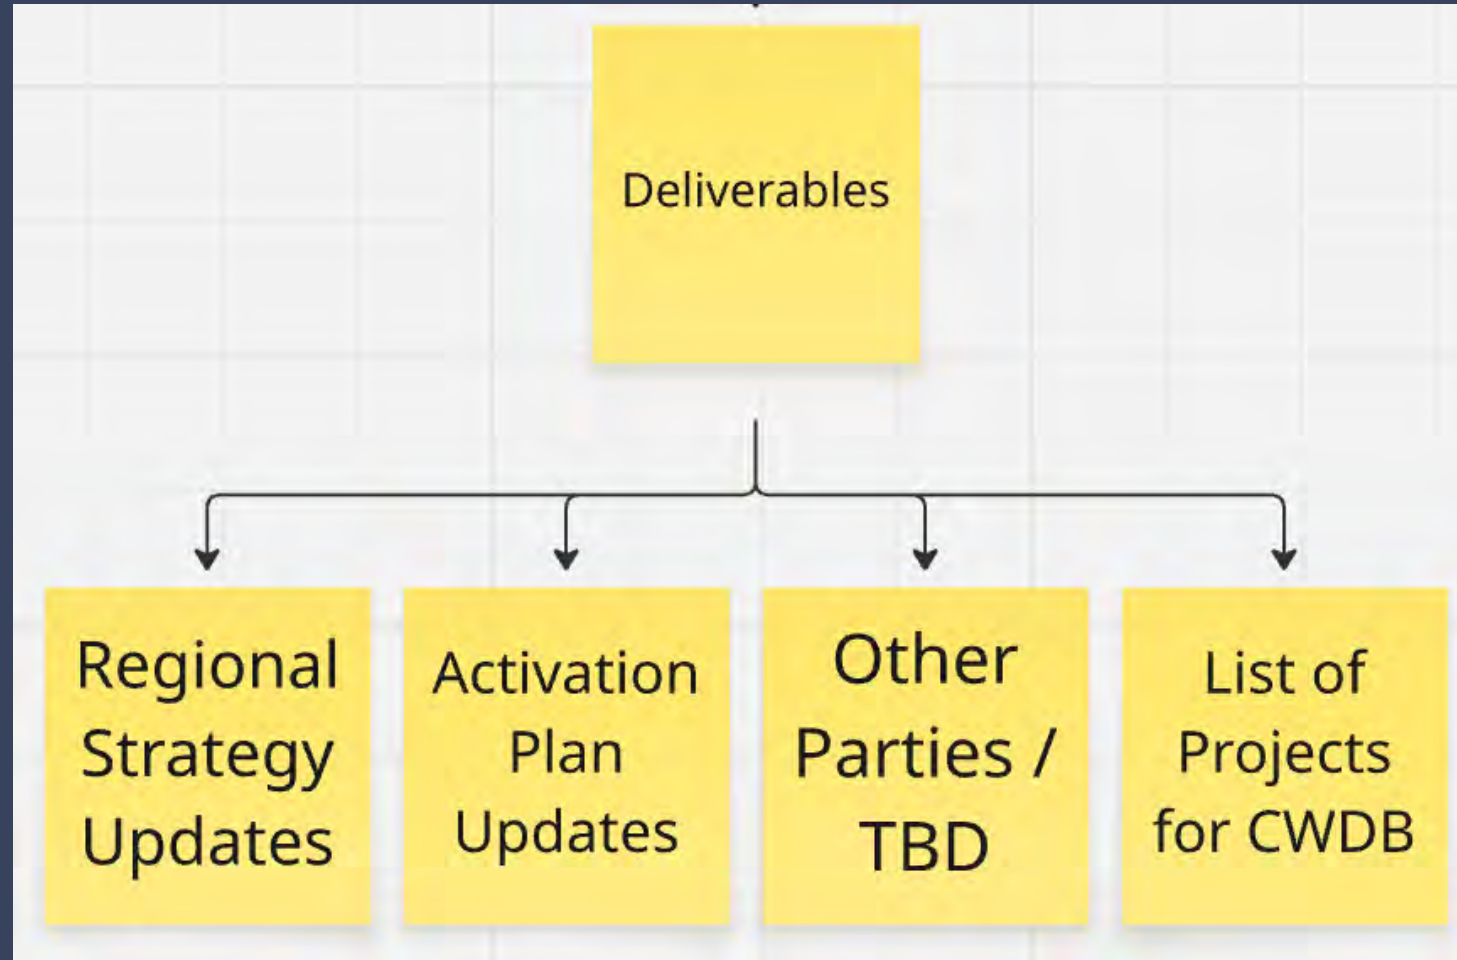 Deliverables
Regional
Strategy
Updates
Activation
Plan
Updates
Other
Parties /
TBD
List of
Projects
for CWDB